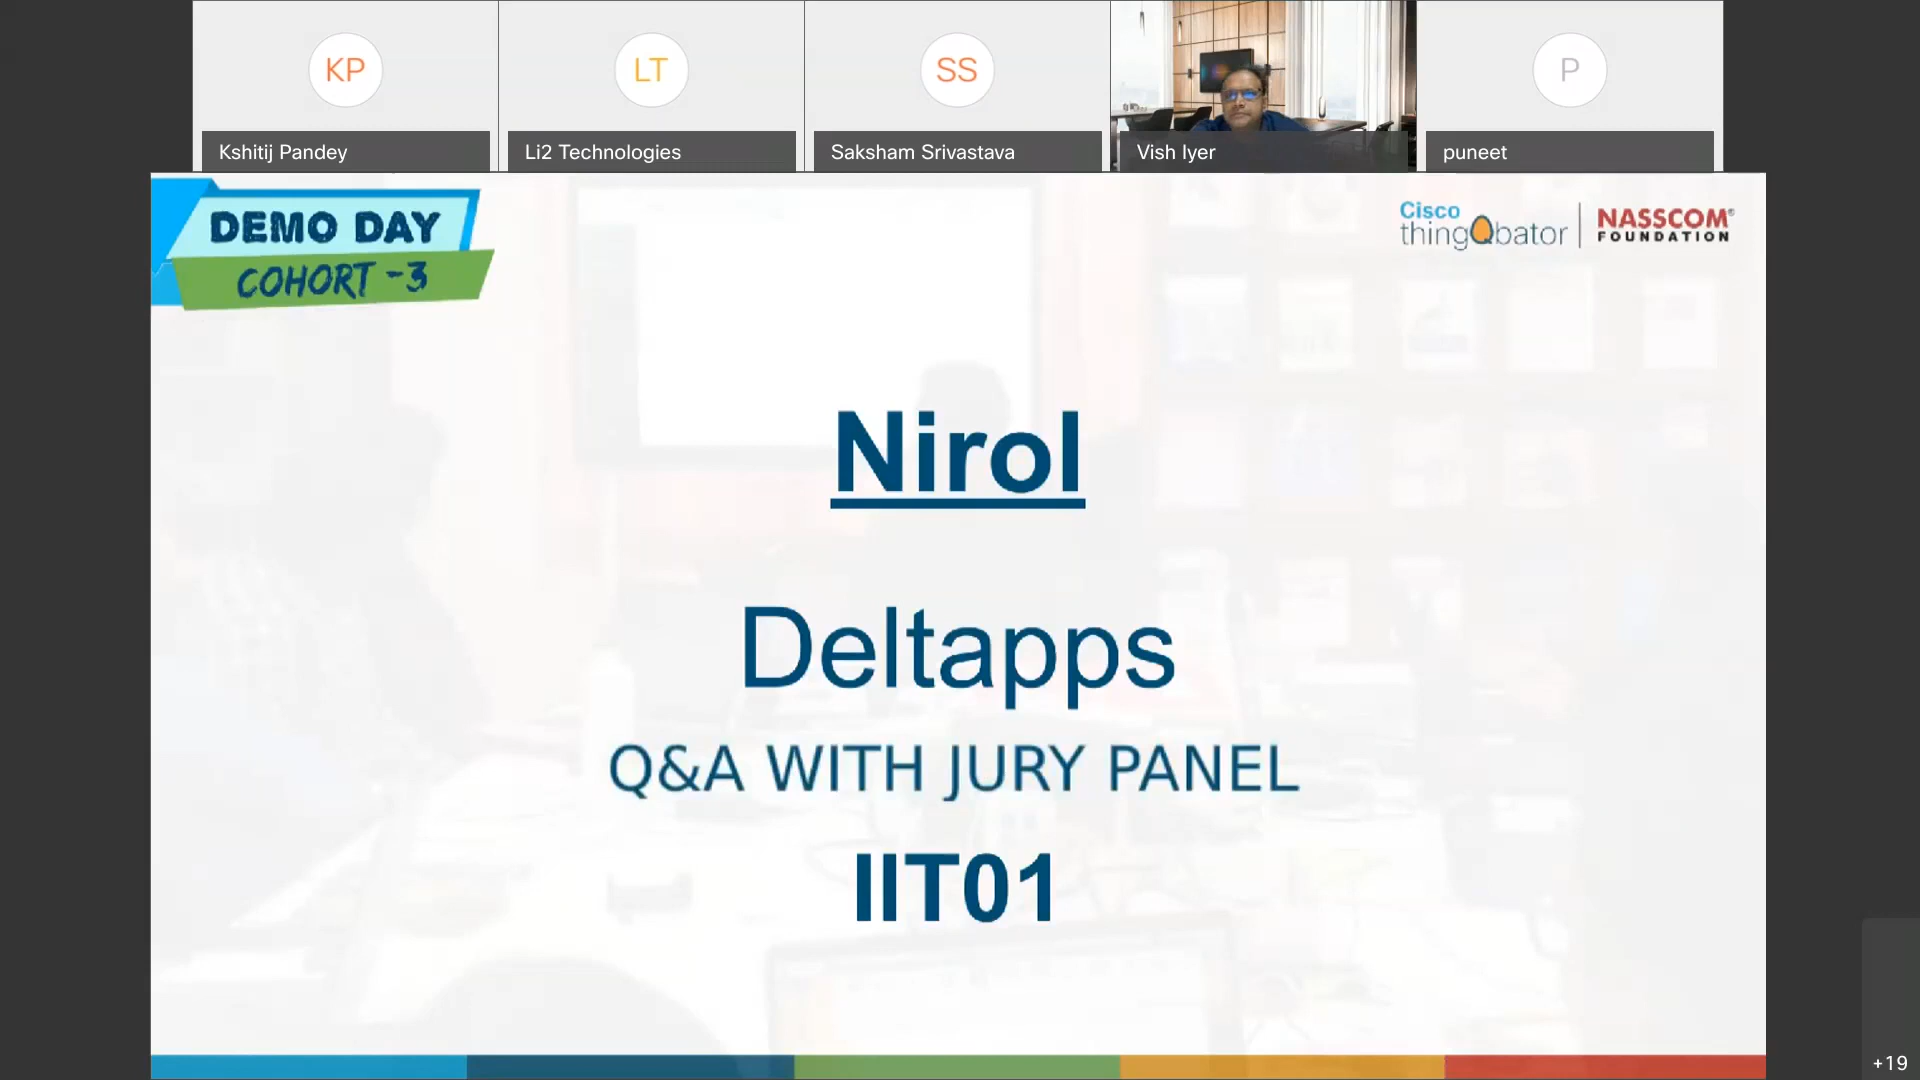 KP
LT
SS
P
Kshitij Pandey
Li2 Technologies
Saksham Srivastava
Vish Iyer
puneet
DEMO DAY
COHORT -3
Cisco
thingQbator
NASSCOM®
FOUNDATION
Nirol
Deltapps
Q&A WITH JURY PANEL
IIT01
+19